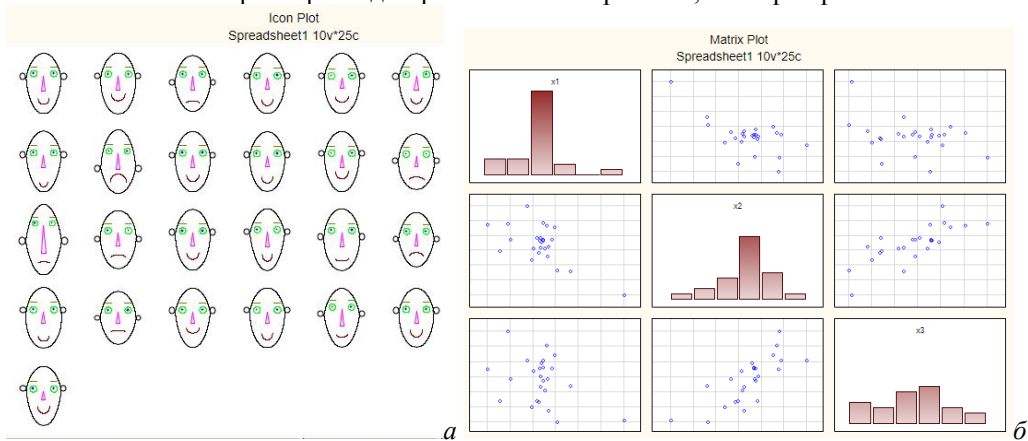 Icon Plot
Spreadsheet1 10v*25c
Matrix Plot
Spreadsheet1 10v*25c
x1
x2
x3
а
б